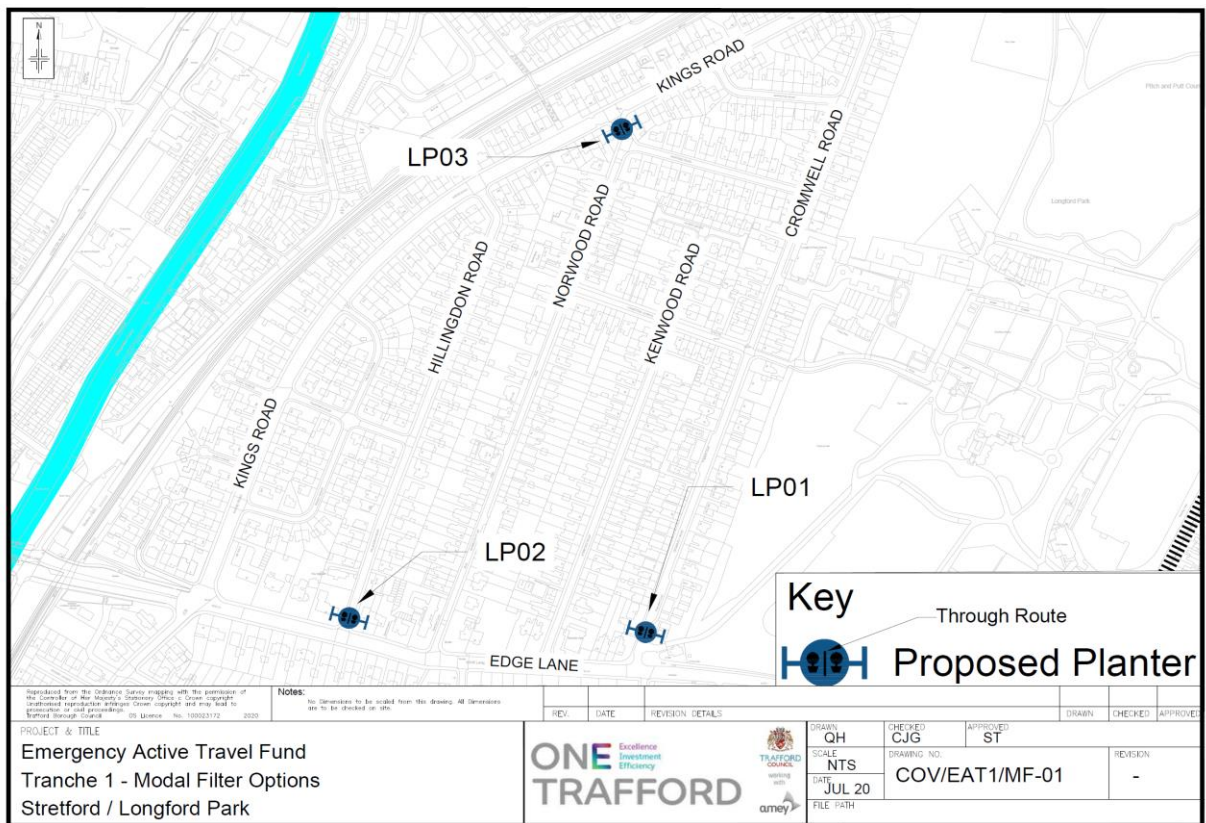 N
KINGS ROAD
Pitch and Putt Cour
LP03
CROMWELL ROAD
Longford Park
NORWOOD ROAD
HILLINGDON ROAD
KENWOOD ROAD
KINGS ROAD
LP01
LP02
EDGE LANE
Key
Through Route
Proposed Planter
Reproduced from the Ordnance Survey mapping with the permission of
the Controller of Her Majesty's Stationery Office c Crown copyright
Unathorised reproduction infringes Crown copyright and may lead to
prosecution or civil proceedings.
Trafford Borough Council OS Licence No. 100023172 2020
Notes:
No Dimensions to be scaled from this drawing. All Dimensions
are to be checked on site.
REV. DATE REVISION DETAILS DRAWN CHECKED APPROVED
PROJECT & TITLE
Emergency Active Travel Fund
Tranche 1 - Modal Filter Options
Stretford / Longford Park
ONE Excellence
Investment
Efficiency
TRAFFORD
TRAFFORD
COUNCIL
working
with
amey
DRAWN
QH
CHECKED
CJG
APPROVED
ST
SCALE
NTS
DRAWING NO.
COV/EAT1/MF-01
REVISION
-
DATE
JUL 20
FILE PATH